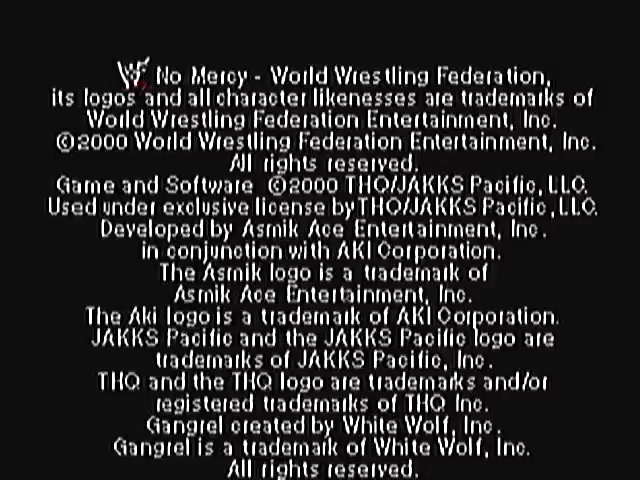 WF No Mercy - World Wrestling Federation,
its logos and all character likenesses are trademarks of
World Wrestling Federation Entertainment, Inc.
©2000 World Wrestling Federation Entertainment, Inc.
All rights reserved.
Game and Software ©2000 THQ/JAKKS Pacific, LLC.
Used under exclusive license by THQ/JAKKS Pacific, LLC.
Developed by Asmik Ace Entertainment, Inc.
in conjunction with AKI Corporation.
The Asmik logo is a trademark of
Asmik Ace Entertainment, Inc.
The Aki logo is a trademark of AKI Corporation.
JAKKS Pacific and the JAKKS Pacific logo are
trademarks of JAKKS Pacific, Inc.
THQ and the THQ logo are trademarks and/or
registered trademarks of THQ Inc.
Gangrel created by White Wolf, Inc.
Gangrel is a trademark of White Wolf, Inc.
All rights reserved.